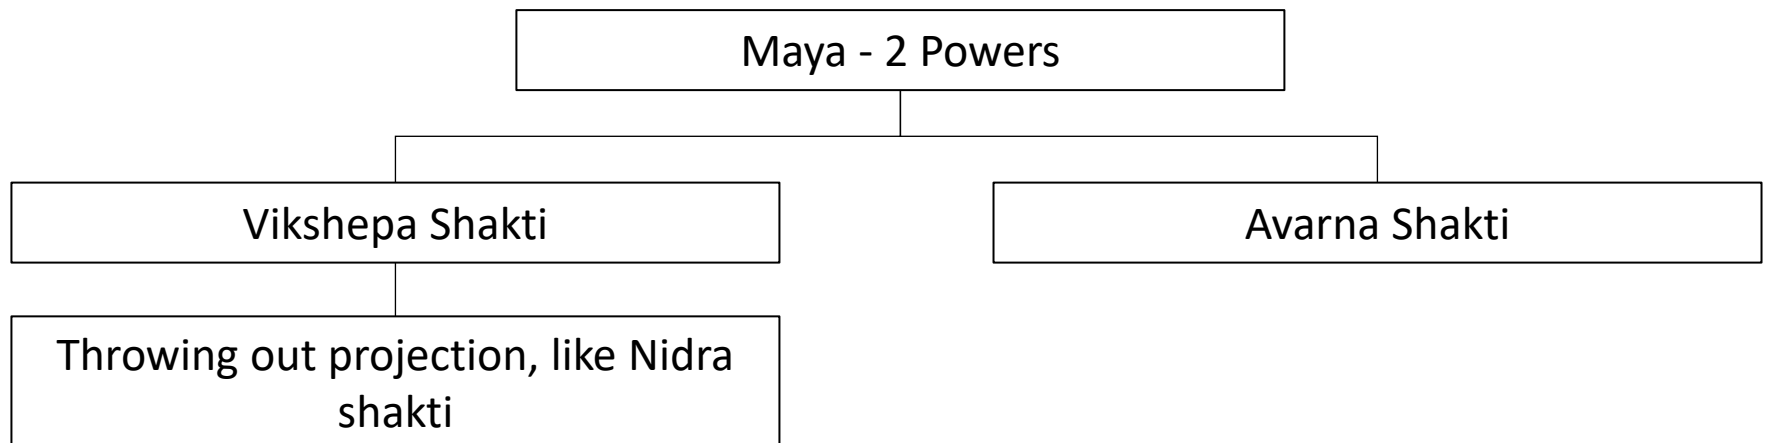 Maya - 2 Powers
Vikshepa Shakti
Avarna Shakti
Throwing out projection, like Nidra
shakti